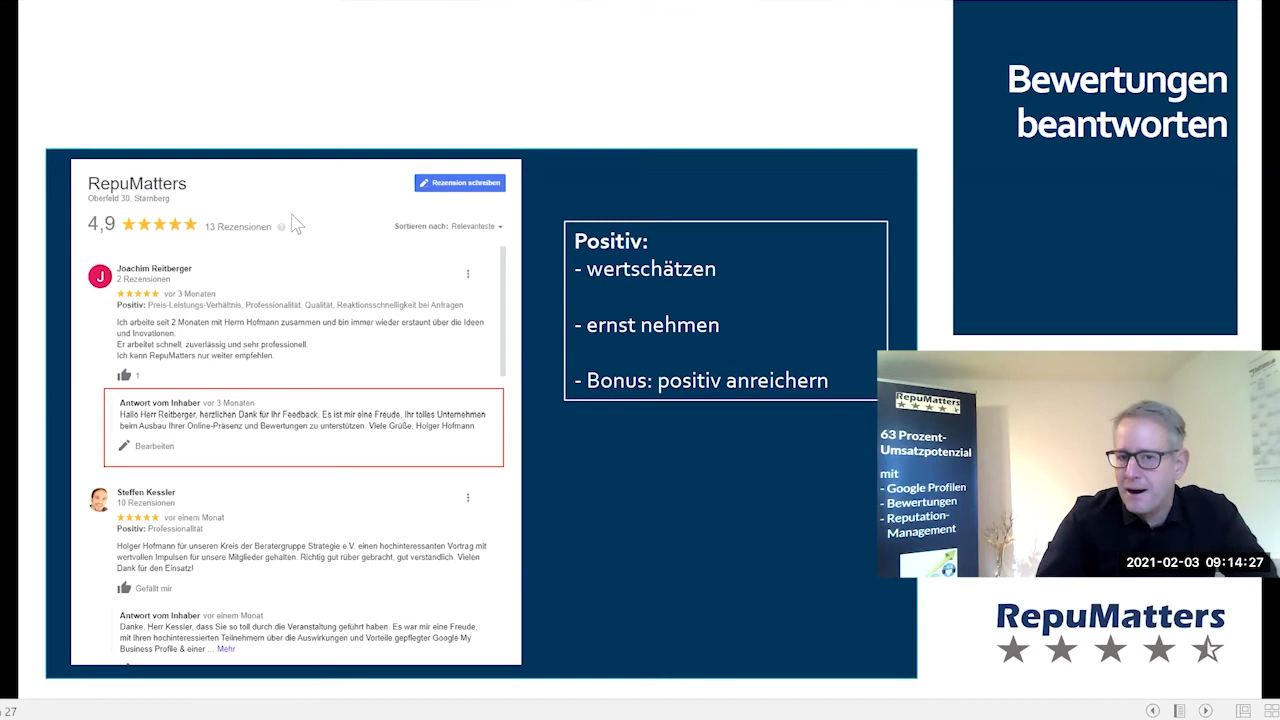 Bewertungen
beantworten
RepuMatters
Oberfeld 30, Starnberg
Rezension schreiben
4,9
13 Rezensionen
Sortieren nach: Relevanteste
J
Joachim Reitberger
2 Rezensionen
vor 3 Monaten
Positiv: Preis-Leistungs-Verhältnis, Professionalität, Qualität, Reaktionsschnelligkeit bei Anfragen
Ich arbeite seit 2 Monaten mit Herrn Hofmann zusammen und bin immer wieder erstaunt über die Ideen
und Inovationen.
Er arbeitet schnell, zuverlässig und sehr professionell.
Ich kann RepuMatters nur weiter empfehlen.
1
Antwort vom Inhaber vor 3 Monaten
Hallo Herr Reitberger, herzlichen Dank für Ihr Feedback. Es ist mir eine Freude, Ihr tolles Unternehmen
beim Ausbau Ihrer Online-Präsenz und Bewertungen zu unterstützen. Viele Grüße, Holger Hofmann
Bearbeiten
Steffen Kessler
10 Rezensionen
vor einem Monat
Positiv: Professionalität
Holger Hofmann für unseren Kreis der Beratergruppe Strategie e.V. einen hochinteressanten Vortrag mit
wertvollen Impulsen für unsere Mitglieder gehalten. Richtig gut rüber gebracht, gut verständlich. Vielen
Dank für den Einsatz!
Gefällt mir
Antwort vom Inhaber vor einem Monat
Danke, Herr Kessler, dass Sie so toll durch die Veranstaltung geführt haben. Es war mir eine Freude,
mit Ihren hochinteressierten Teilnehmern über die Auswirkungen und Vorteile gepflegter Google My
Business Profile & einer ... Mehr
Positiv:
- wertschätzen
- ernst nehmen
- Bonus: positiv anreichern
RepuMatters
63 Prozent-
Umsatzpotenzial
mit
- Google Profilen
- Bewertungen
- Reputation-
Management
2021-02-03 09:14:27
RepuMatters
27